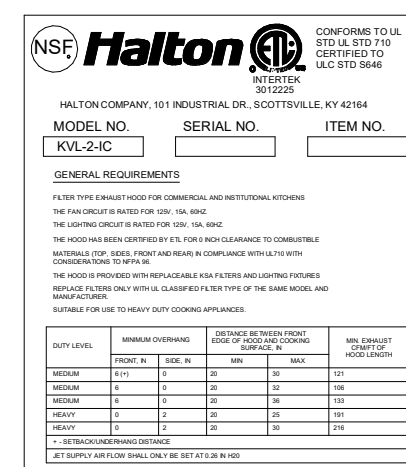 NSF
Halton
ETL
INTERTEK
3012225
CONFORMS TO UL
STD UL STD 710
CERTIFIED TO
ULC STD S646
HALTON COMPANY, 101 INDUSTRIAL DR., SCOTTSVILLE, KY 42164
MODEL NO. SERIAL NO. ITEM NO.
KVL-2-IC
GENERAL REQUIREMENTS
FILTER TYPE EXHAUST HOOD FOR COMMERCIAL AND INSTITUTIONAL KITCHENS
THE FAN CIRCUIT IS RATED FOR 125V, 15A, 60HZ.
THE LIGHTING CIRCUIT IS RATED FOR 125V, 15A, 60HZ.
THE HOOD HAS BEEN CERTIFIED BY ETL FOR 0 INCH CLEARANCE TO COMBUSTIBLE
MATERIALS (TOP, SIDES, FRONT AND REAR) IN COMPLIANCE WITH UL710 WITH
CONSIDERATIONS TO NFPA 96.
THE HOOD IS PROVIDED WITH REPLACEABLE KSA FILTERS AND LIGHTING FIXTURES
REPLACE FILTERS ONLY WITH UL CLASSIFIED FILTER TYPE OF THE SAME MODEL AND
MANUFACTURER.
SUITABLE FOR USE TO HEAVY DUTY COOKING APPLIANCES.
DUTY LEVEL
MINIMUM OVERHANG
DISTANCE BETWEEN FRONT
EDGE OF HOOD AND COOKING
SURFACE, IN
MIN. EXHAUST
CFM/FT OF
HOOD LENGTH
FRONT, IN SIDE, IN MIN MAX
MEDIUM 6 (+) 0 20 30 121
MEDIUM 6 0 20 32 106
MEDIUM 6 0 20 36 133
HEAVY 0 2 20 25 191
HEAVY 0 2 20 30 216
+ - SETBACK/UNDERHANG DISTANCE
JET SUPPLY AIR FLOW SHALL ONLY BE SET AT 0.26 IN H20